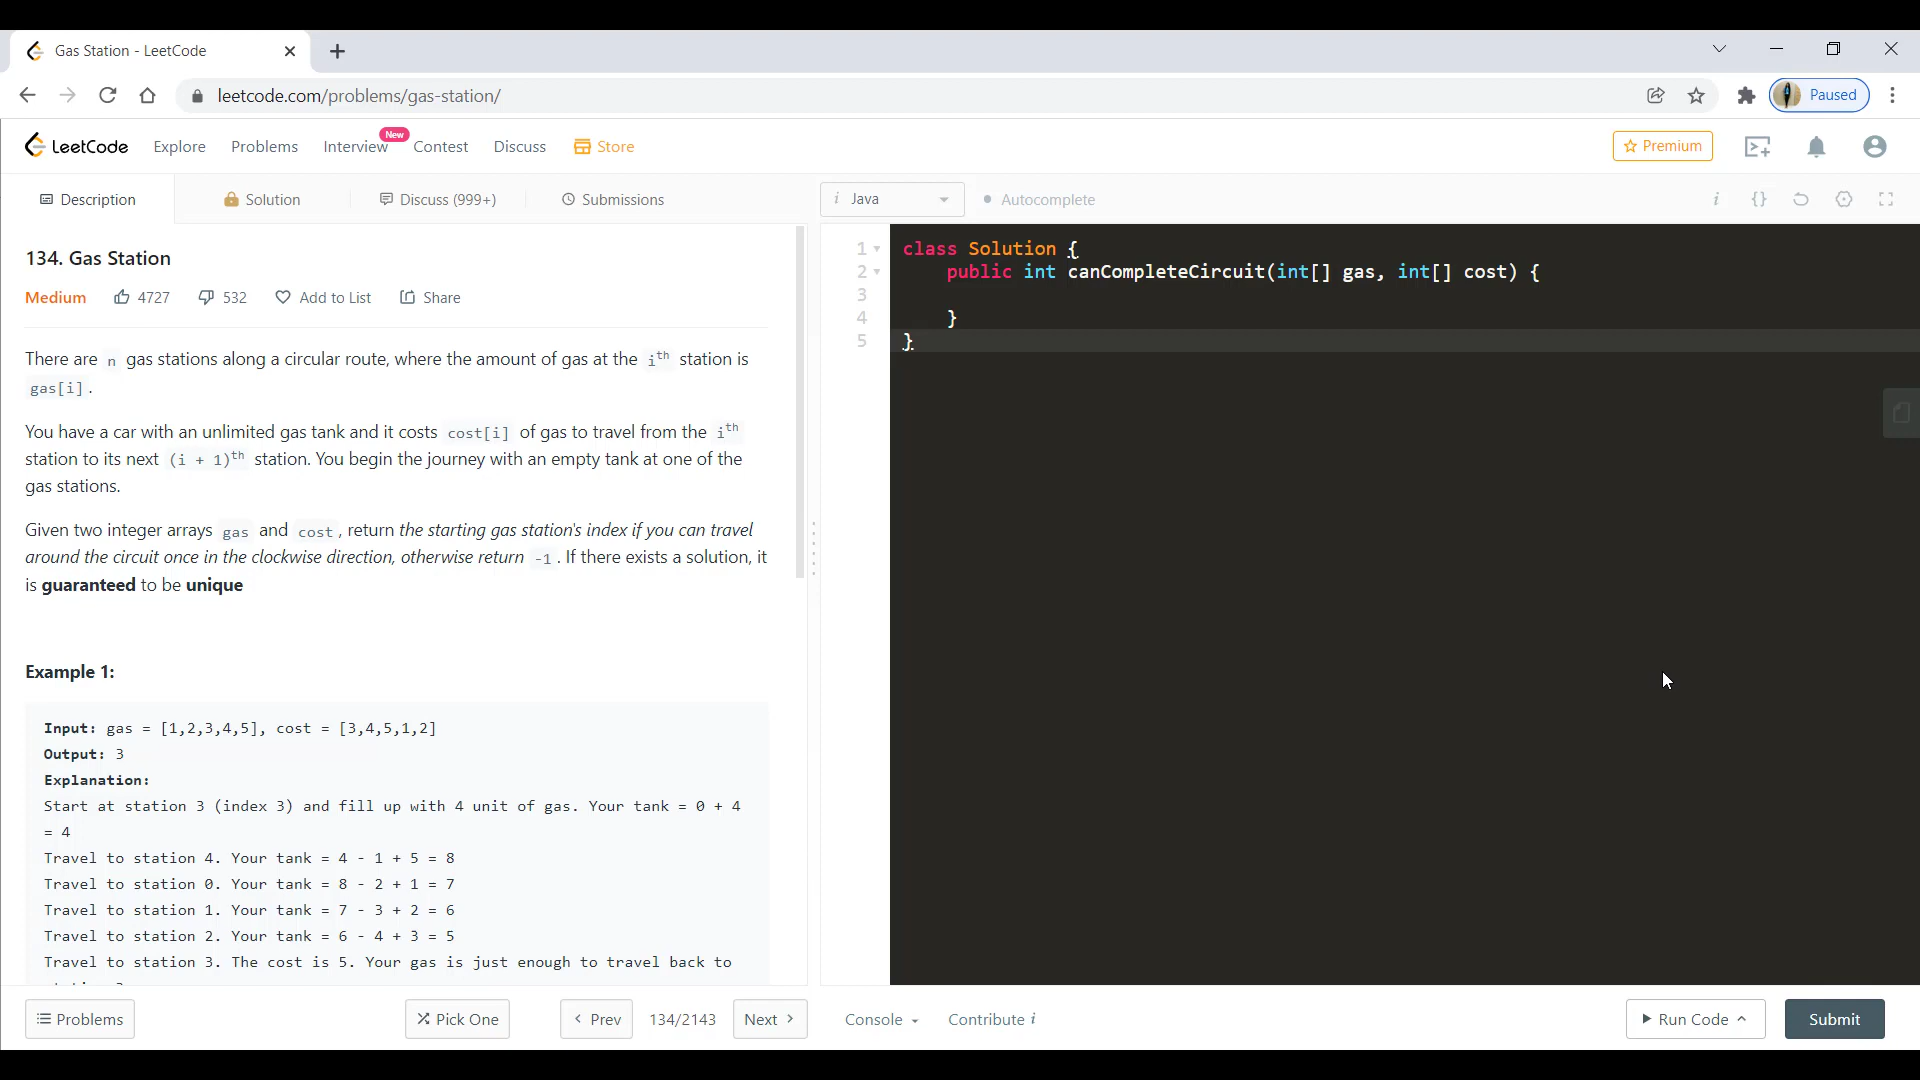 Gas Station - LeetCode
leetcode.com/problems/gas-station/
Paused
LeetCode
Explore
Problems
Interview
New
Contest
Discuss
Store
Premium
Description
Solution
Discuss (999+)
Submissions
i Java
Autocomplete
i
{}
134. Gas Station
Medium
4727
532
Add to List
Share
There are n gas stations along a circular route, where the amount of gas at the ith station is
gas[i].
You have a car with an unlimited gas tank and it costs cost[i] of gas to travel from the ith
station to its next (i + 1)th station. You begin the journey with an empty tank at one of the
gas stations.
Given two integer arrays gas and cost, return the starting gas station's index if you can travel
around the circuit once in the clockwise direction, otherwise return -1. If there exists a solution, it
is guaranteed to be unique
Example 1:
Input: gas = [1,2,3,4,5], cost = [3,4,5,1,2]
Output: 3
Explanation:
Start at station 3 (index 3) and fill up with 4 unit of gas. Your tank = 0 + 4
= 4
Travel to station 4. Your tank = 4 - 1 + 5 = 8
Travel to station 0. Your tank = 8 - 2 + 1 = 7
Travel to station 1. Your tank = 7 - 3 + 2 = 6
Travel to station 2. Your tank = 6 - 4 + 3 = 5
Travel to station 3. The cost is 5. Your gas is just enough to travel back to
1 class Solution {
2 public int canCompleteCircuit(int[] gas, int[] cost) {
3
4 }
5 }
Problems
Pick One
Prev
134/2143
Next
Console
Contribute i
Run Code
Submit